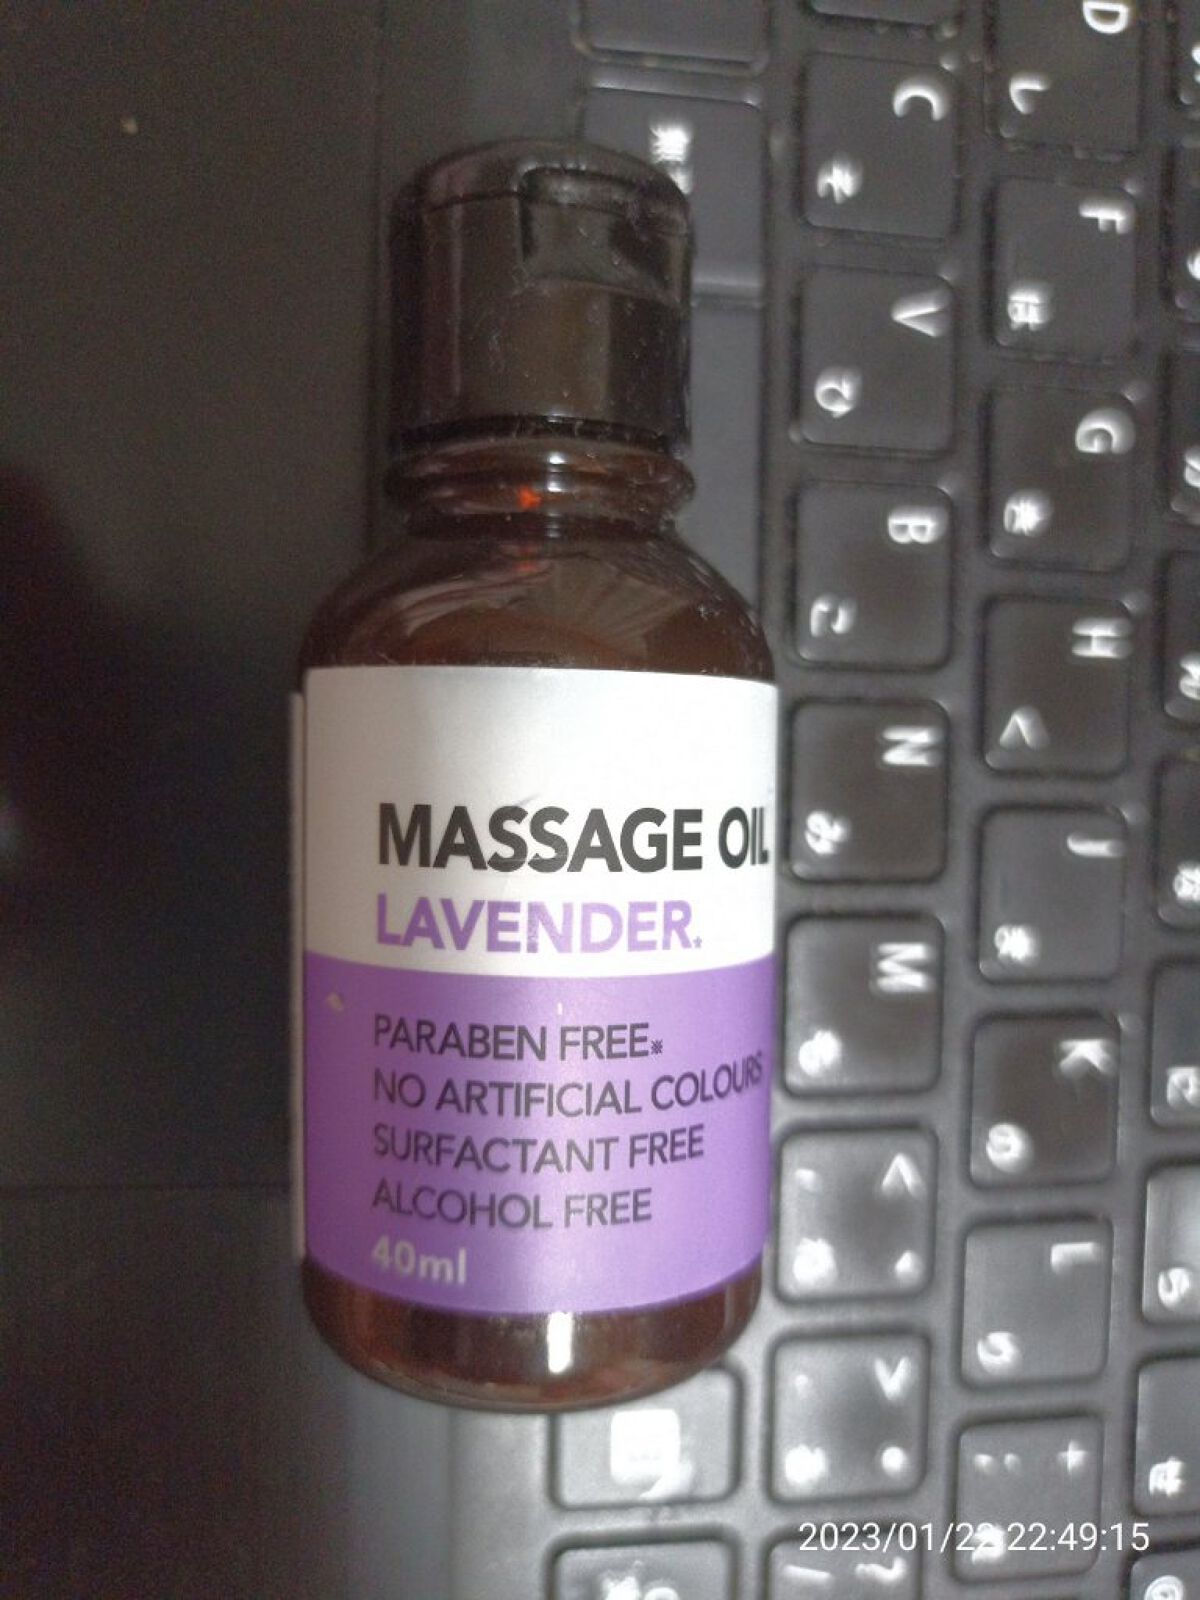 MASSAGE OIL
LAVENDER.*
PARABEN FREE※
NO ARTIFICIAL COLOURS
SURFACTANT FREE
ALCOHOL FREE
40ml
D
C
L
F
V
G
B
H
く
N
J
M
K
<
L
>
+
2023/01/22 22:49:15